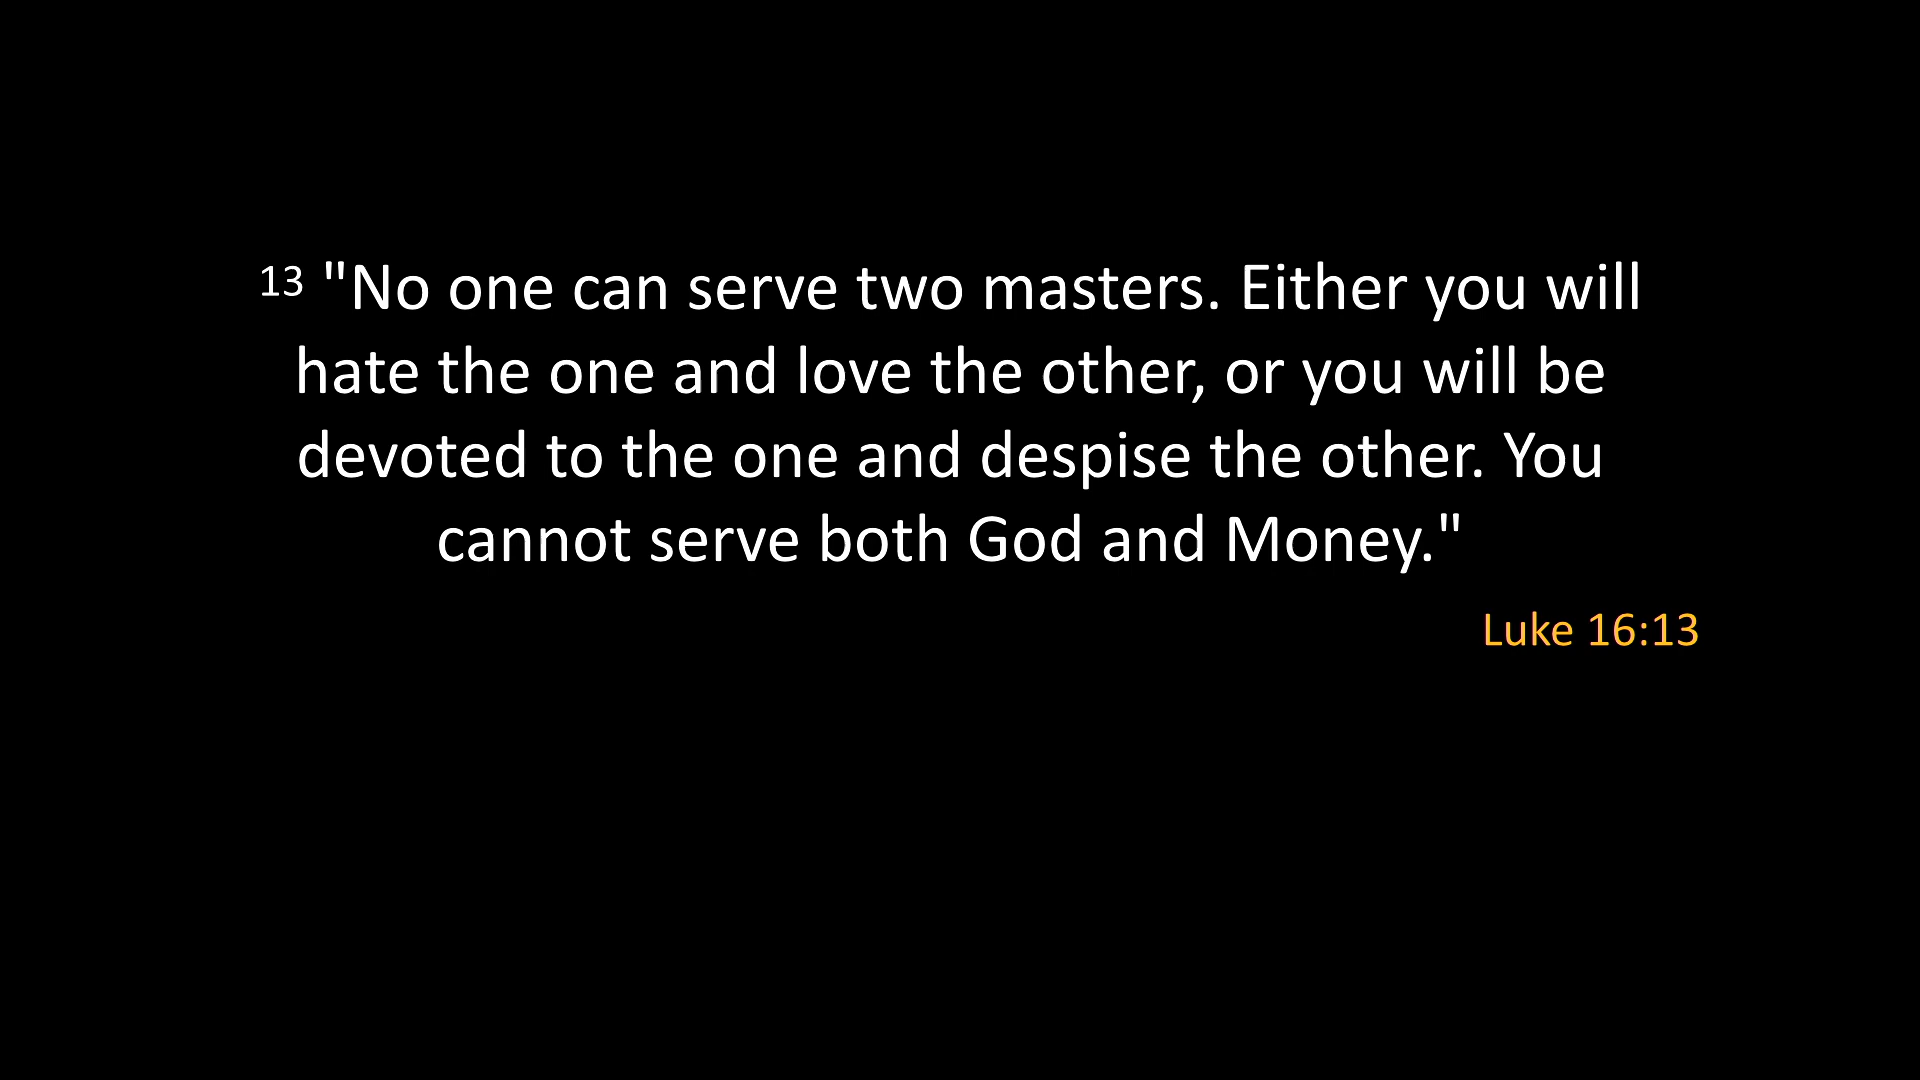 13 "No one can serve two masters. Either you will
hate the one and love the other, or you will be
devoted to the one and despise the other. You
cannot serve both God and Money."
Luke 16:13